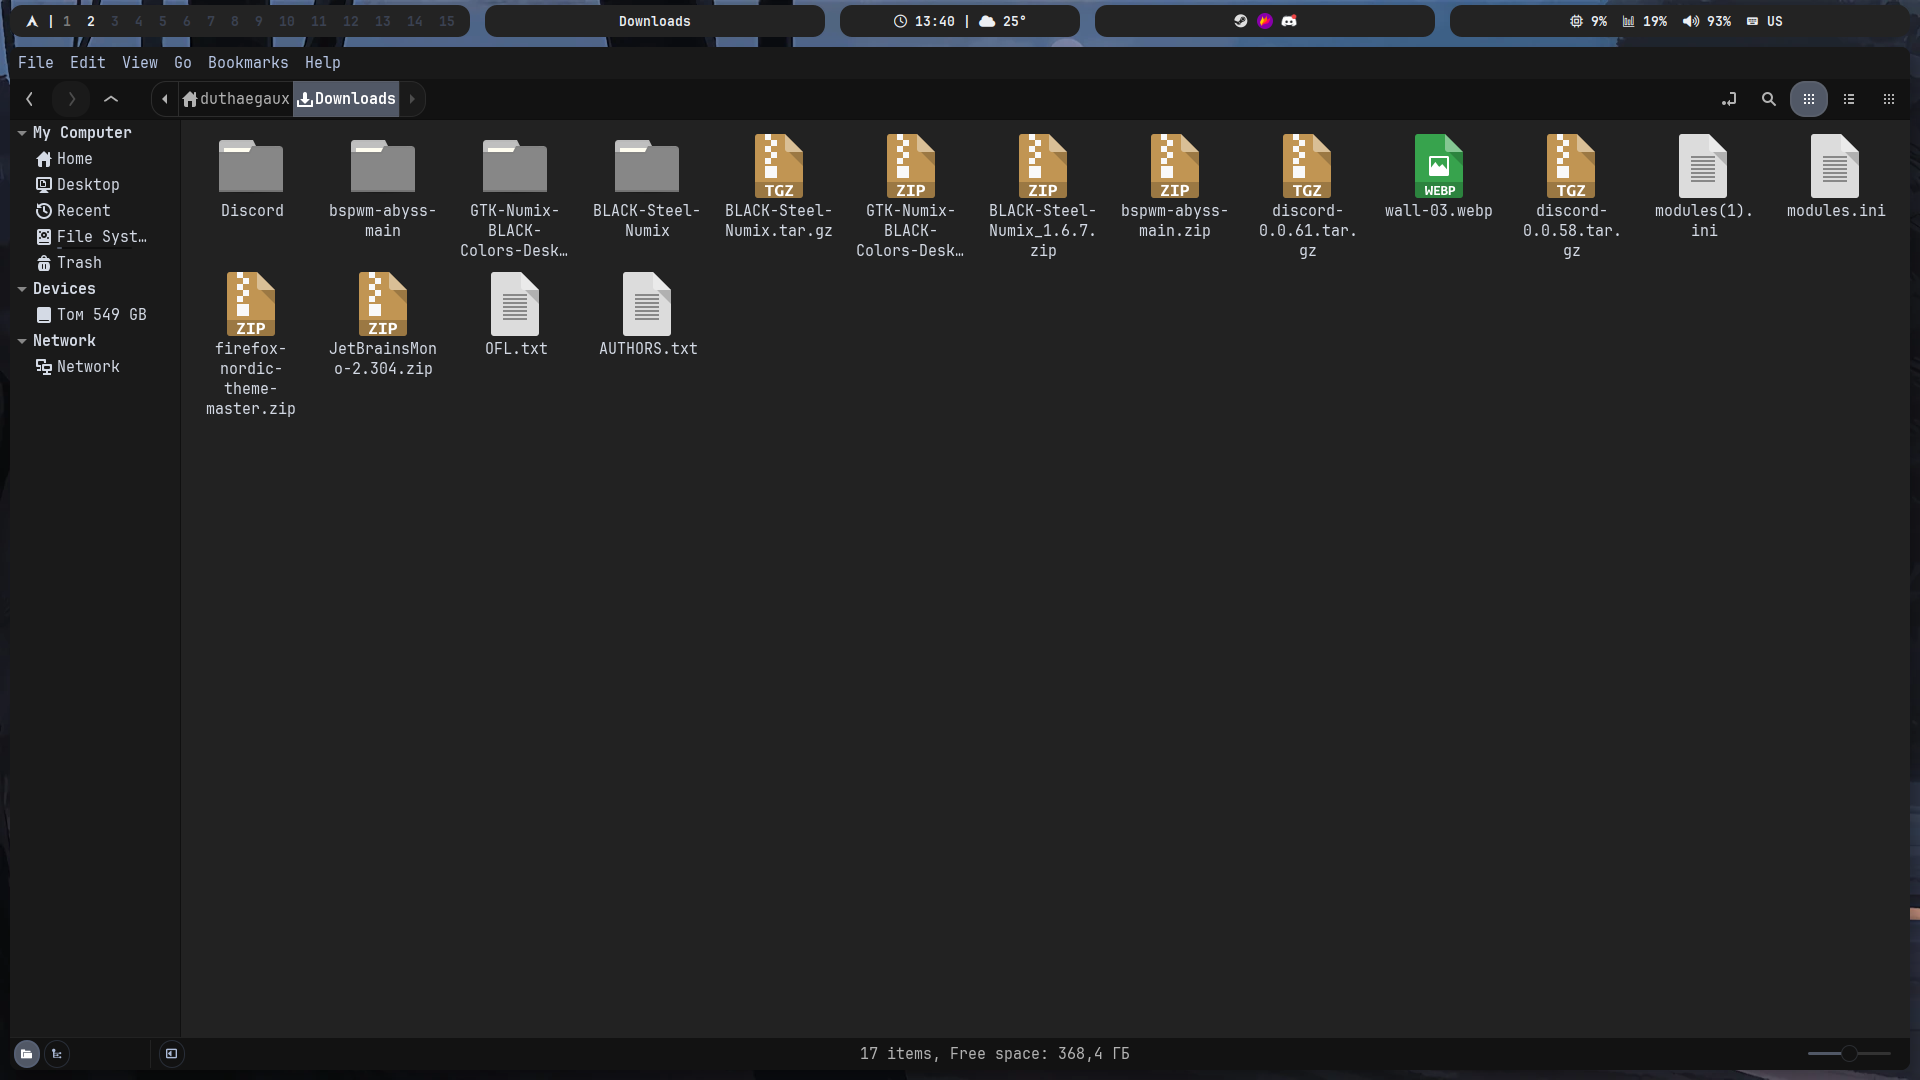 | 1 2 3 4 5 6 7 8 9 10 11 12 13 14 15
Downloads
13:40 | 25°
9% 19% 93% US
File Edit View Go Bookmarks Help
duthaegaux Downloads
My Computer
Home
Desktop
Recent
File Syst…
Trash
Devices
Том 549 GB
Network
Network
Discord
bspwm-abyss-
main
GTK-Numix-
BLACK-
Colors-Desk…
BLACK-Steel-
Numix
TGZ
BLACK-Steel-
Numix.tar.gz
ZIP
GTK-Numix-
BLACK-
Colors-Desk…
ZIP
BLACK-Steel-
Numix_1.6.7.
zip
ZIP
bspwm-abyss-
main.zip
TGZ
discord-
0.0.61.tar.
gz
WEBP
wall-03.webp
TGZ
discord-
0.0.58.tar.
gz
modules(1).
ini
modules.ini
ZIP
firefox-
nordic-
theme-
master.zip
ZIP
JetBrainsMon
o-2.304.zip
OFL.txt
AUTHORS.txt
17 items, Free space: 368,4 ГБ